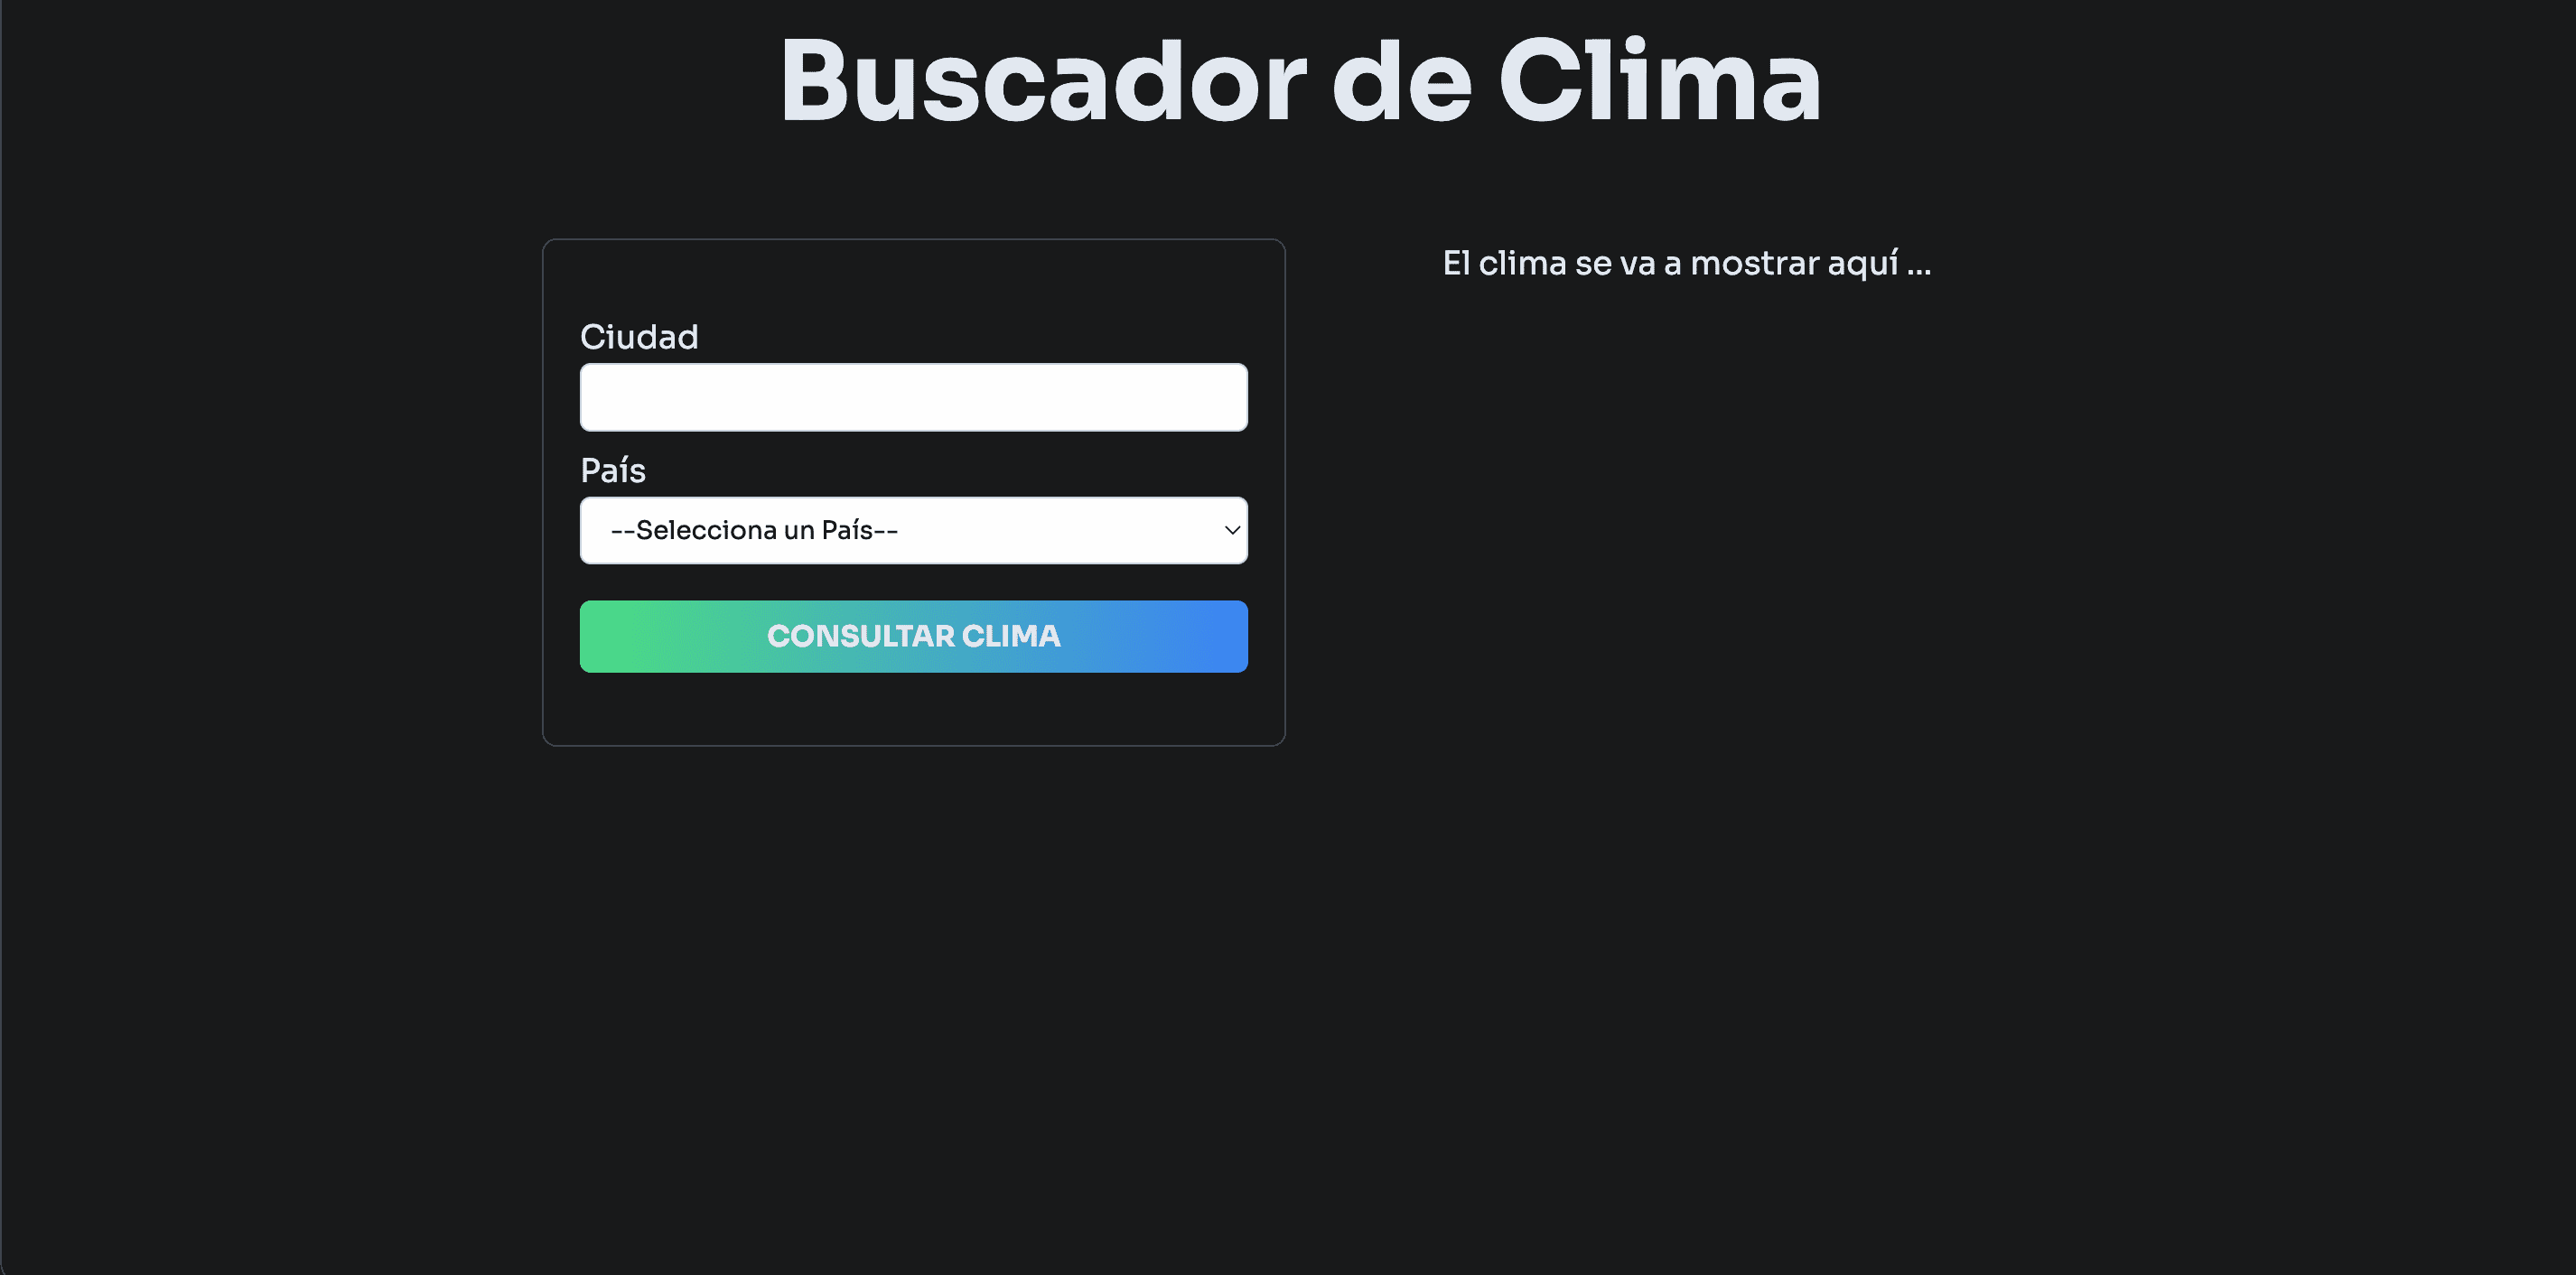 Buscador de Clima
El clima se va a mostrar aquí ...
Ciudad
País
--Selecciona un País--
CONSULTAR CLIMA